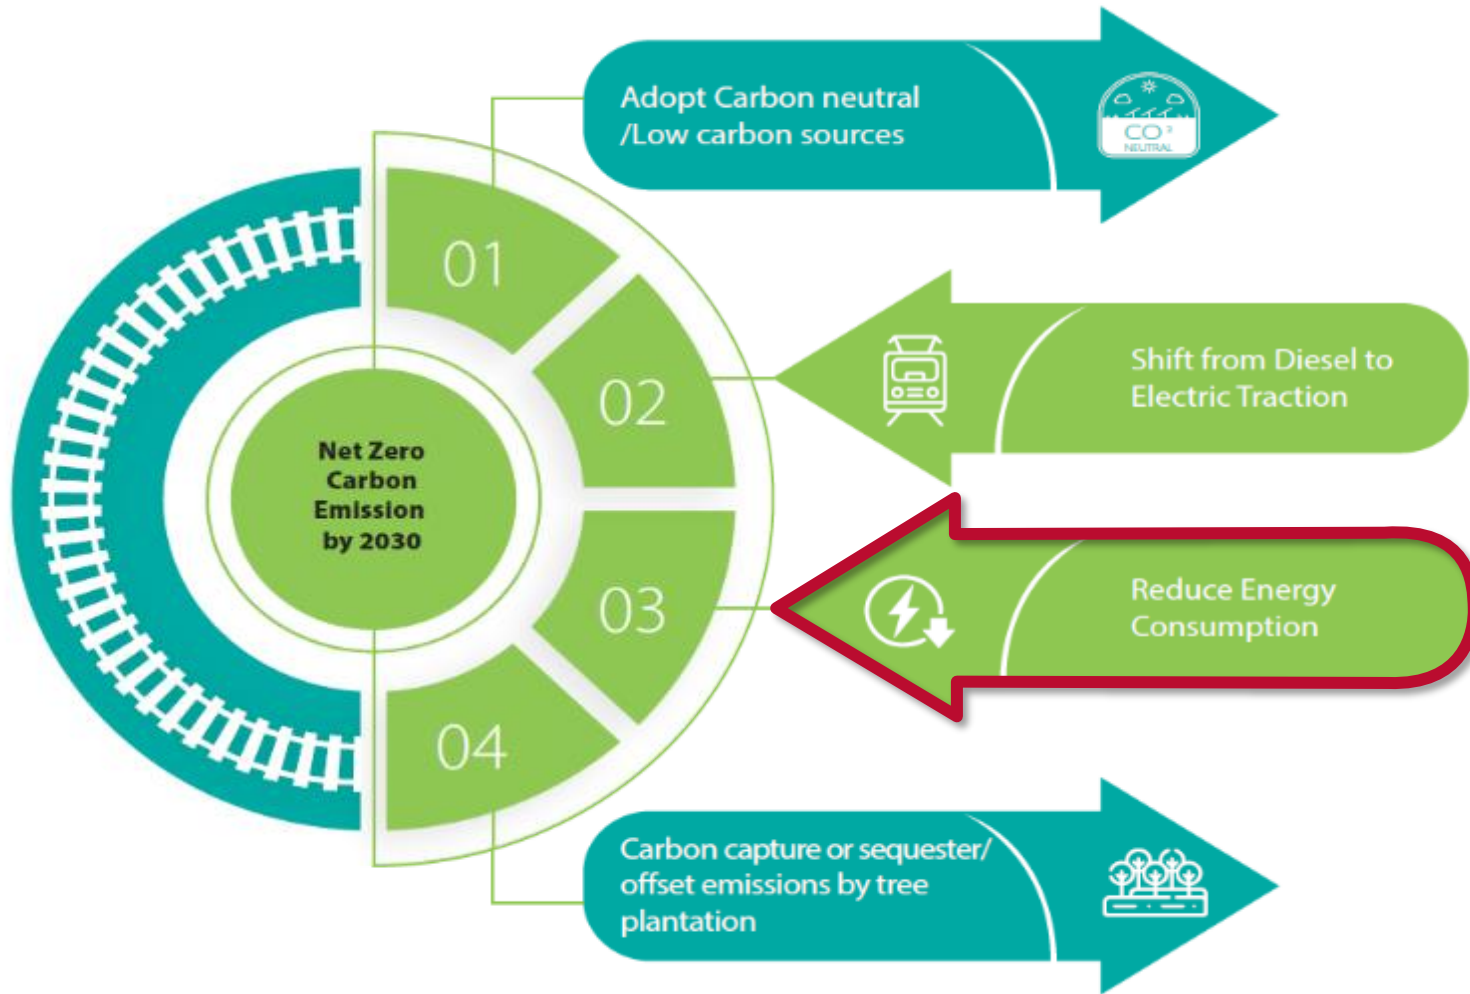 Adopt Carbon neutral
/Low carbon sources
CO³
NEUTRAL
01
02
Shift from Diesel to
Electric Traction
Net Zero
Carbon
Emission
by 2030
03
Reduce Energy
Consumption
04
Carbon capture or sequester/
offset emissions by tree
plantation